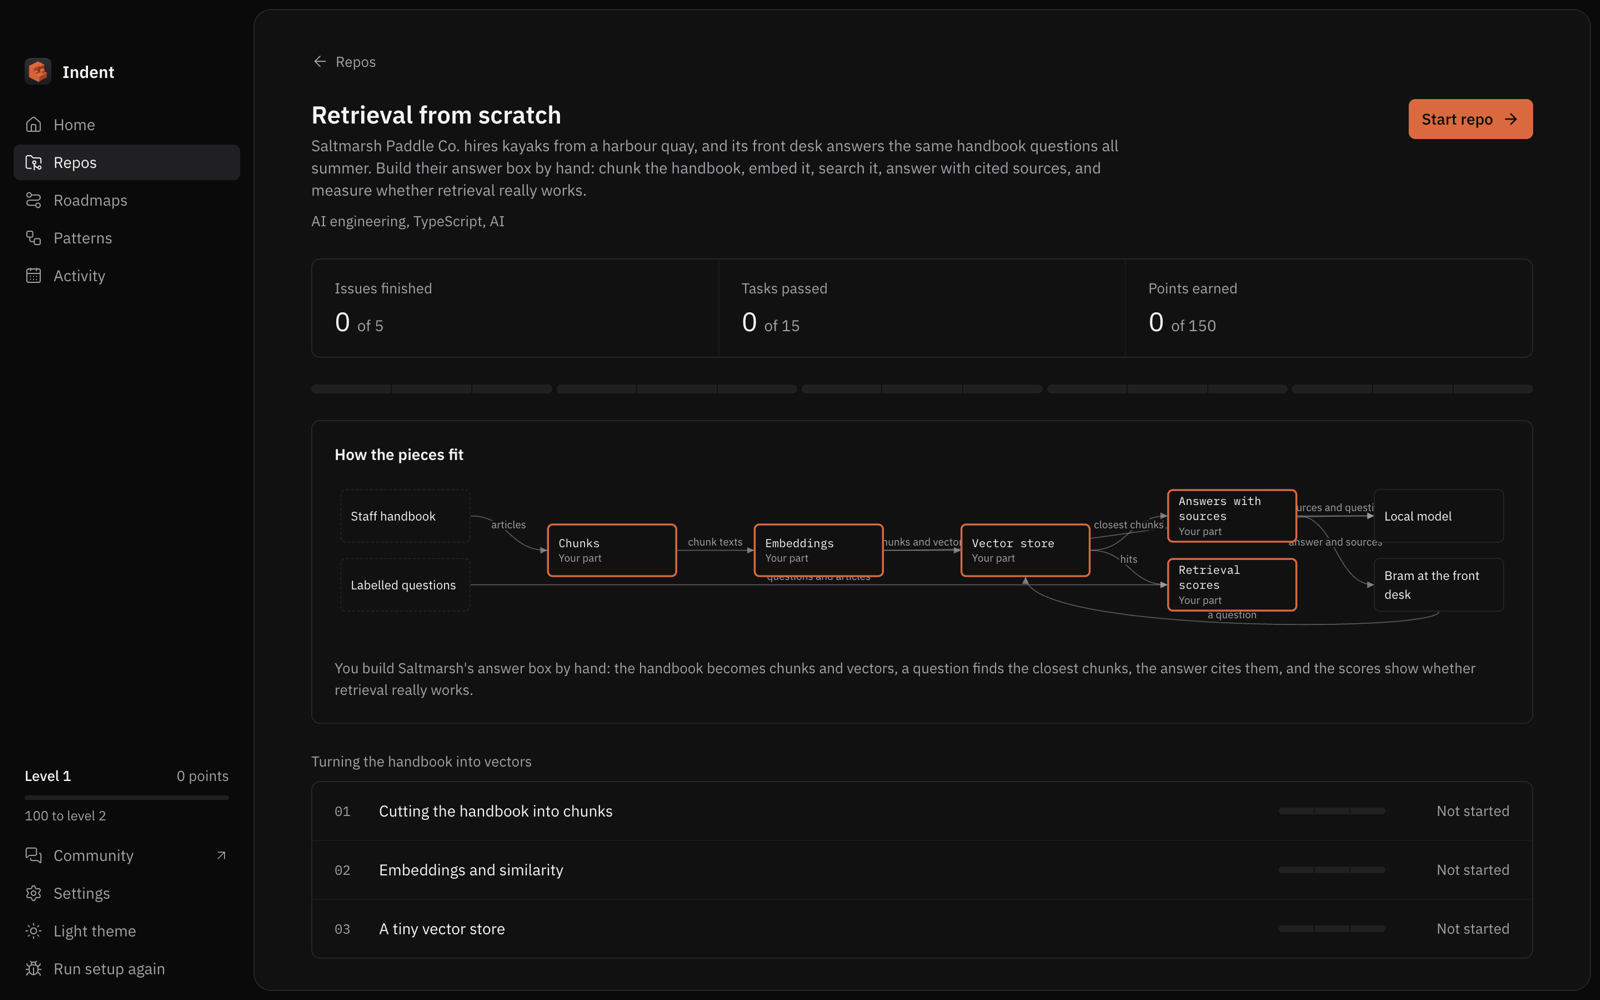 Indent
Home
Repos
Roadmaps
Patterns
Activity
Level 1
0 points
100 to level 2
Community
Settings
Light theme
Run setup again
Repos
Retrieval from scratch
Start repo
Saltmarsh Paddle Co. hires kayaks from a harbour quay, and its front desk answers the same handbook questions all
summer. Build their answer box by hand: chunk the handbook, embed it, search it, answer with cited sources, and
measure whether retrieval really works.
AI engineering, TypeScript, AI
Issues finished
0 of 5
Tasks passed
0 of 15
Points earned
0 of 150
How the pieces fit
Staff handbook
articles
Labelled questions
Chunks
Your part
chunk texts
Embeddings
Your part
questions and articles
hunks and vector
Vector store
Your part
closest chunks
hits
Answers with
sources
Your part
Retrieval
scores
Your part
a question
urces and questi
answer and sources
Local model
Bram at the front
desk
You build Saltmarsh's answer box by hand: the handbook becomes chunks and vectors, a question finds the closest chunks, the answer cites them, and the scores show whether
retrieval really works.
Turning the handbook into vectors
01 Cutting the handbook into chunks Not started
02 Embeddings and similarity Not started
03 A tiny vector store Not started